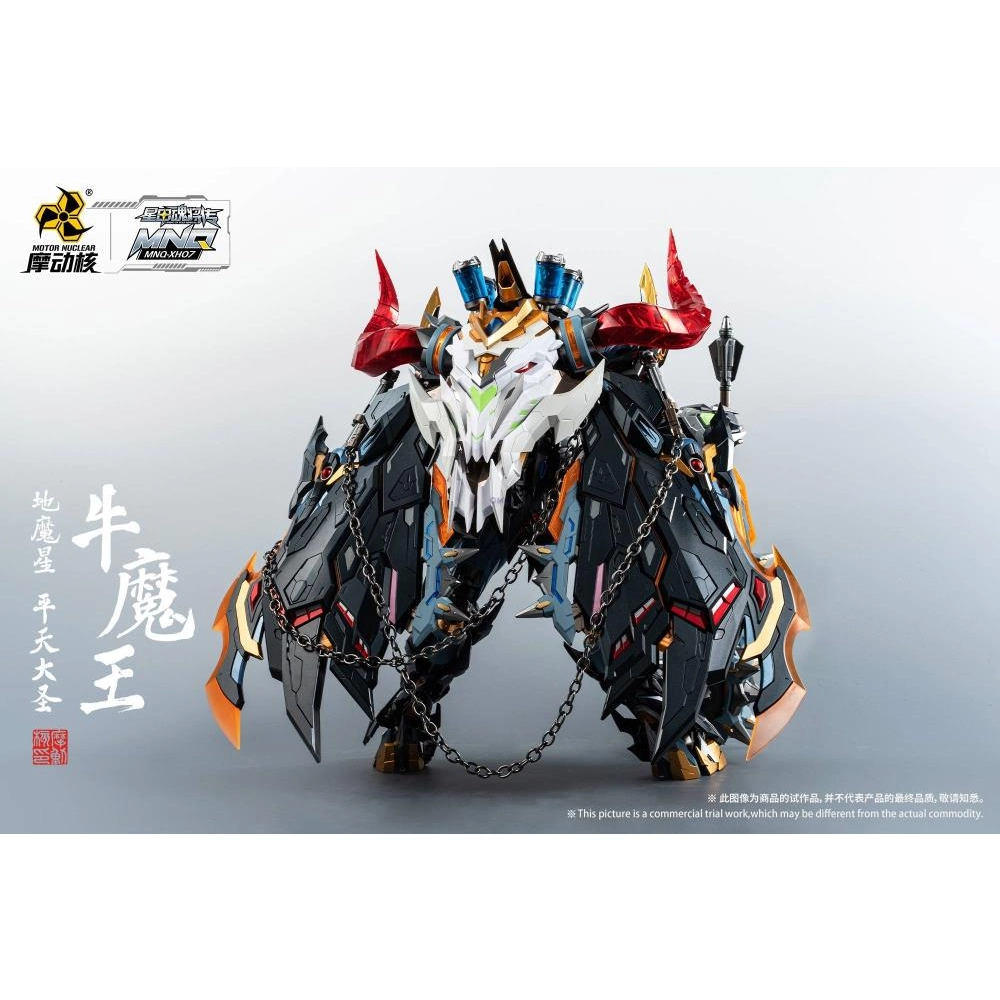 ®
MOTOR NUCLEAR
摩动核
星甲魂将传
MNQ
MNQ-XH07
牛魔王
地魔星 平天大圣
※ 此图像为商品的试作品,并不代表产品的最终品质,敬请知悉。
※This picture is a commercial trial work,which may be different from the actual commodity.